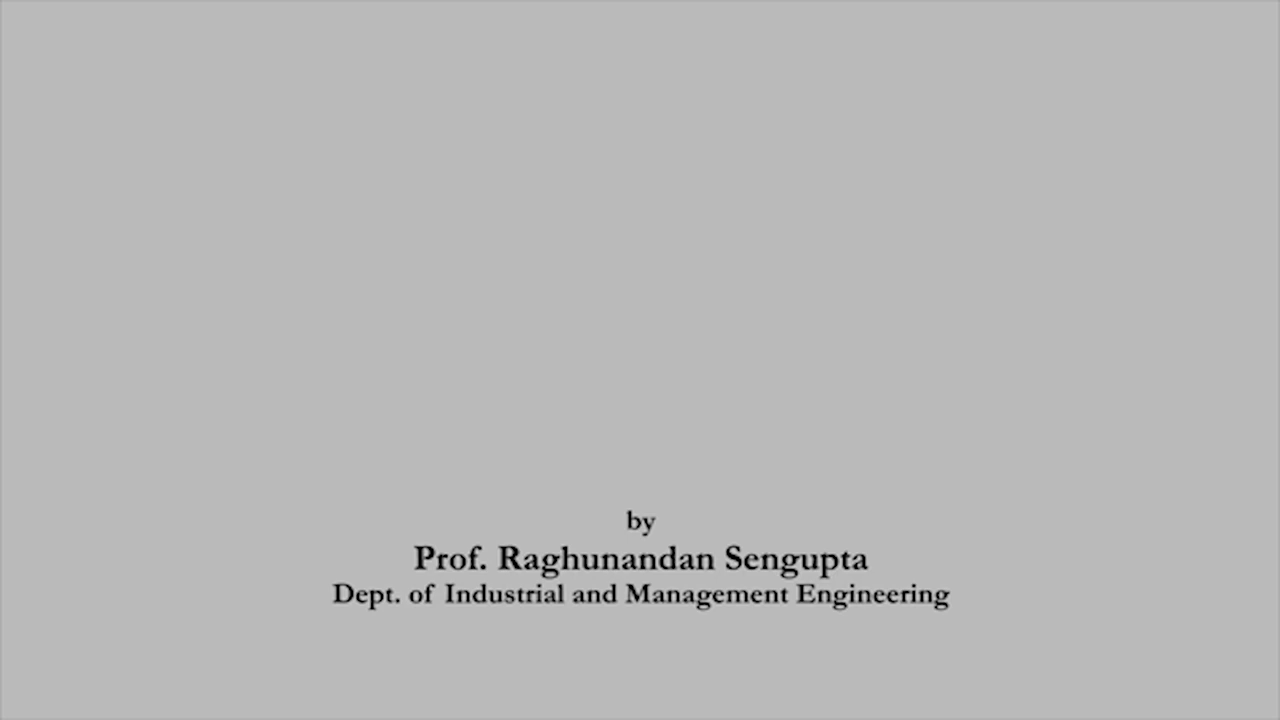 by
Prof. Raghunandan Sengupta
Dept. of Industrial and Management Engineering